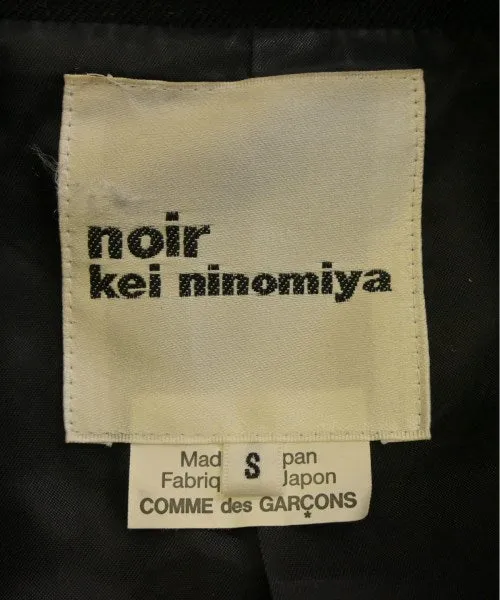 noir
kei ninomiya
Mad S pan
Fabriq Japon
COMME des GARÇONS